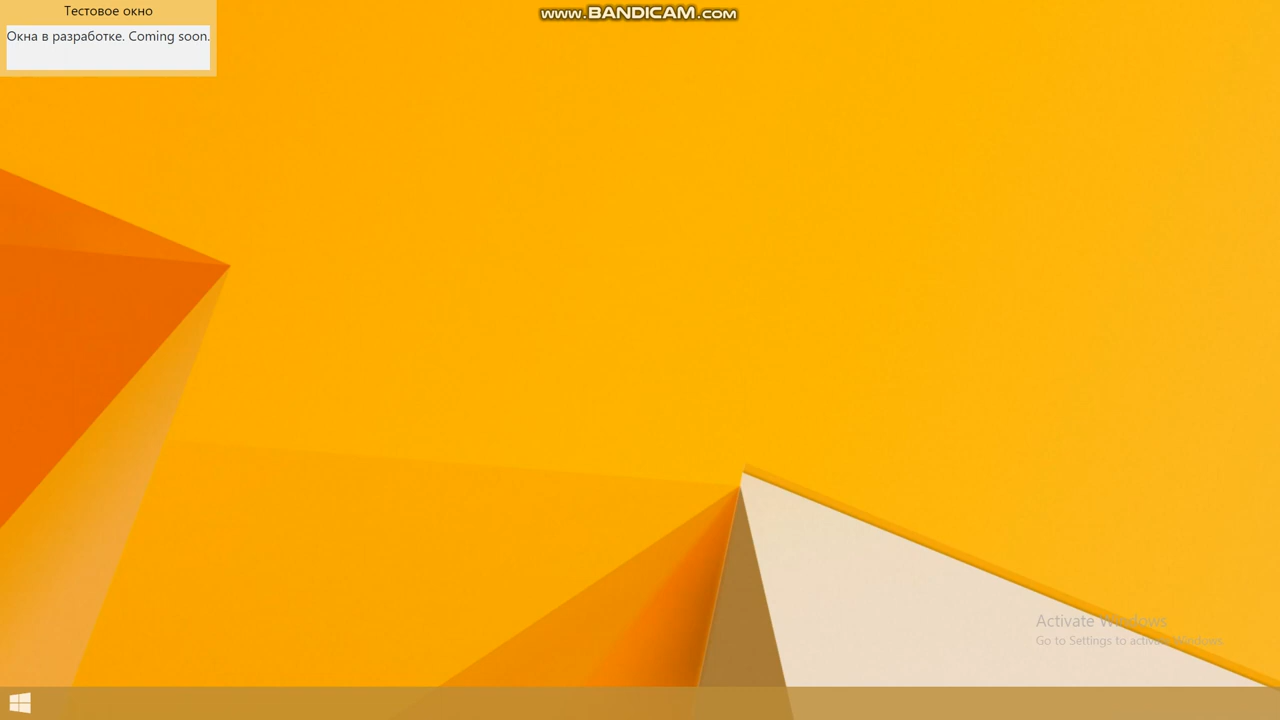 Тестовое окно
www.BANDICAM.com
Окна в разработке. Coming soon.
Activate Windows
Go to Settings to activate Windows.